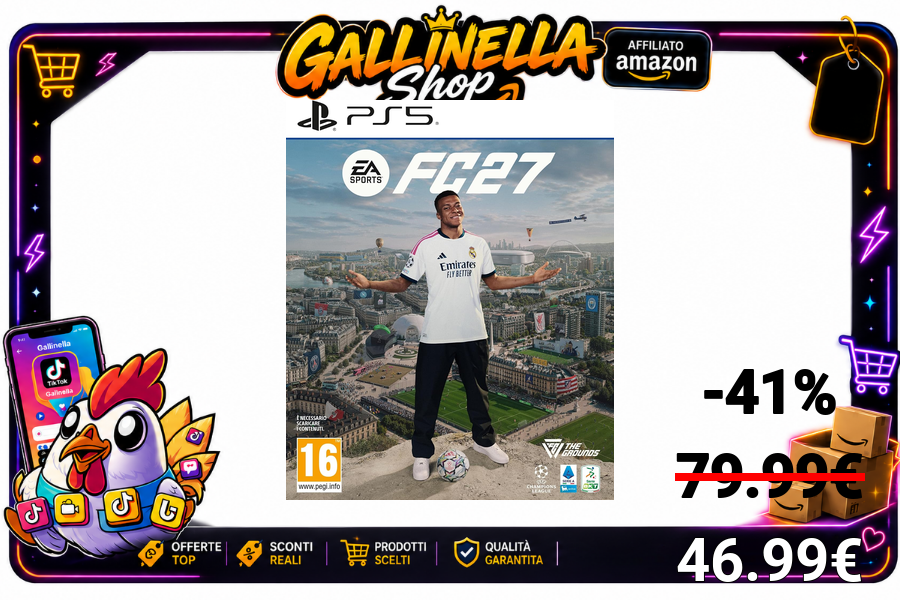 GALLINELLA
Shop
AFFILIATO
amazon
PS5
EA
SPORTS
FC27
Emirates
FLY BETTER
È NECESSARIO
SCARICARE
I CONTENUTI.
16
www.pegi.info
THE
GROUNDS
CHAMPIONS
LEAGUE
Gallinella
TikTok
Gallinella
-41%
79.99€
46.99€
OFFERTE
TOP
SCONTI
REALI
PRODOTTI
SCELTI
QUALITÀ
GARANTITA